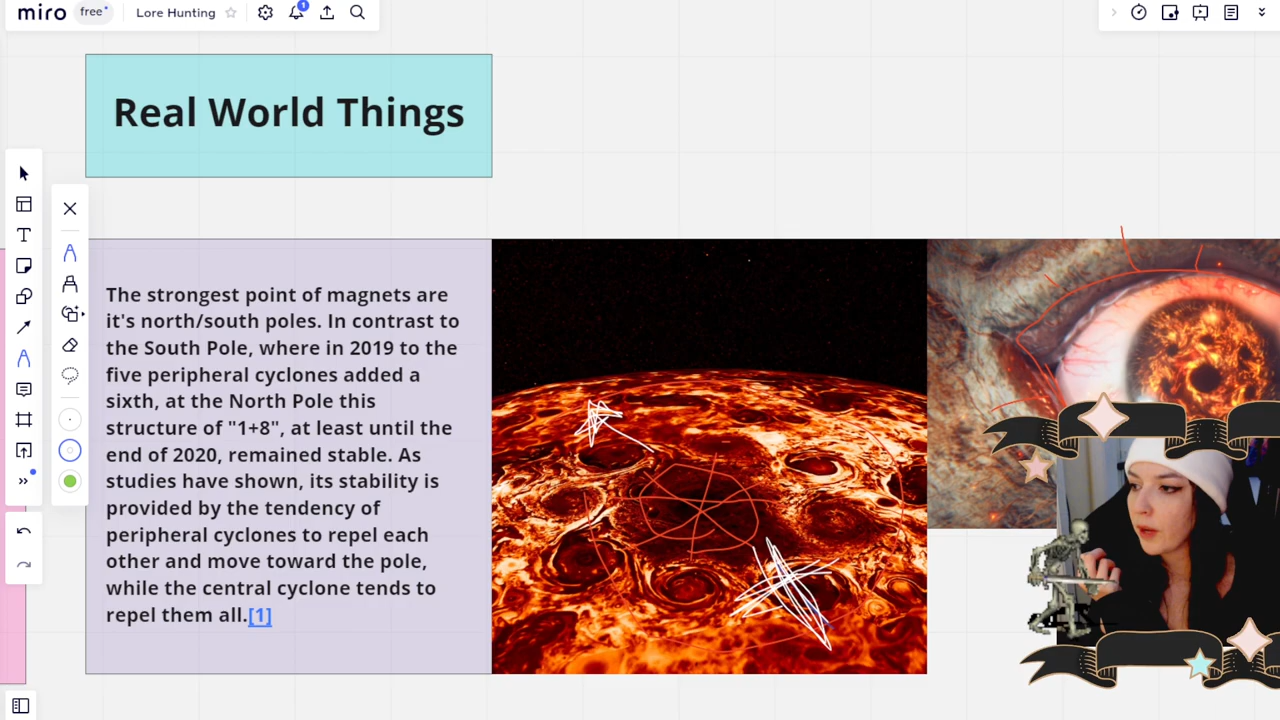 miro free Lore Hunting 1
Real World Things
The strongest point of magnets are
it's north/south poles. In contrast to
the South Pole, where in 2019 to the
five peripheral cyclones added a
sixth, at the North Pole this
structure of "1+8", at least until the
end of 2020, remained stable. As
studies have shown, its stability is
provided by the tendency of
peripheral cyclones to repel each
other and move toward the pole,
while the central cyclone tends to
repel them all.[1]